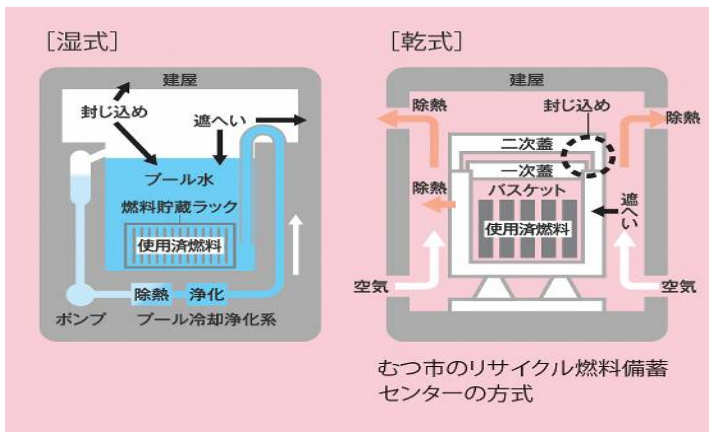 ［湿式］
建屋
封じ込め
遮へい
プール水
燃料貯蔵ラック
使用済燃料
除熱
浄化
ポンプ
プール冷却浄化系
［乾式］
建屋
除熱
封じ込め
除熱
二次蓋
一次蓋
除熱
バスケット
遮へい
使用済燃料
空気
空気
むつ市のリサイクル燃料備蓄
センターの方式